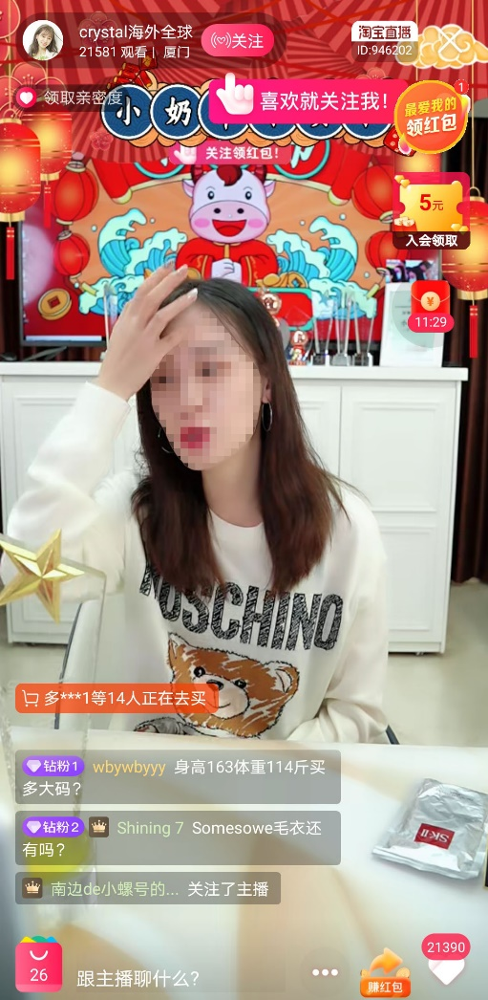 crystal海外全球
21581 观看 | 厦门
关注
淘宝直播
ID:946202
领取亲密度
小奶
喜欢就关注我!
关注领红包!
最爱我的
领红包
1
5元
入会领取
¥
11:29
MOSCHINO
多***1等14人正在去买
钻粉1 wbywbyyy 身高163体重114斤买
多大码?
钻粉2 Shining 7 Somesowe毛衣还
有吗?
南边de小螺号的... 关注了主播
SK-II
26
跟主播聊什么?
赚红包
21390